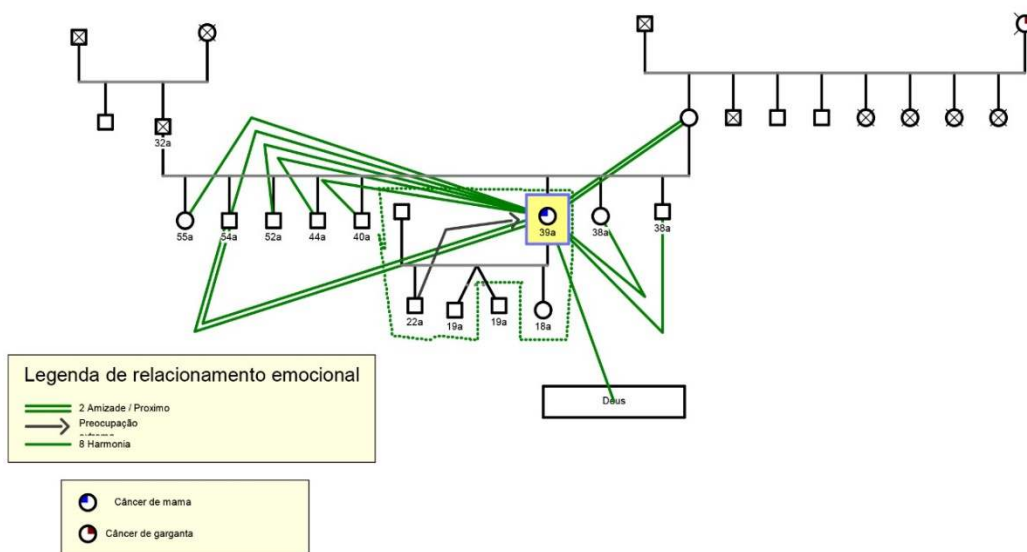 32a
55a
54a
52a
44a
40a
39a
38a
38a
22a
19a
19a
18a
Legenda de relacionamento emocional
2 Amizade / Proximo
Preocupação
8 Harmonia
Deus
Câncer de mama
Câncer de garganta